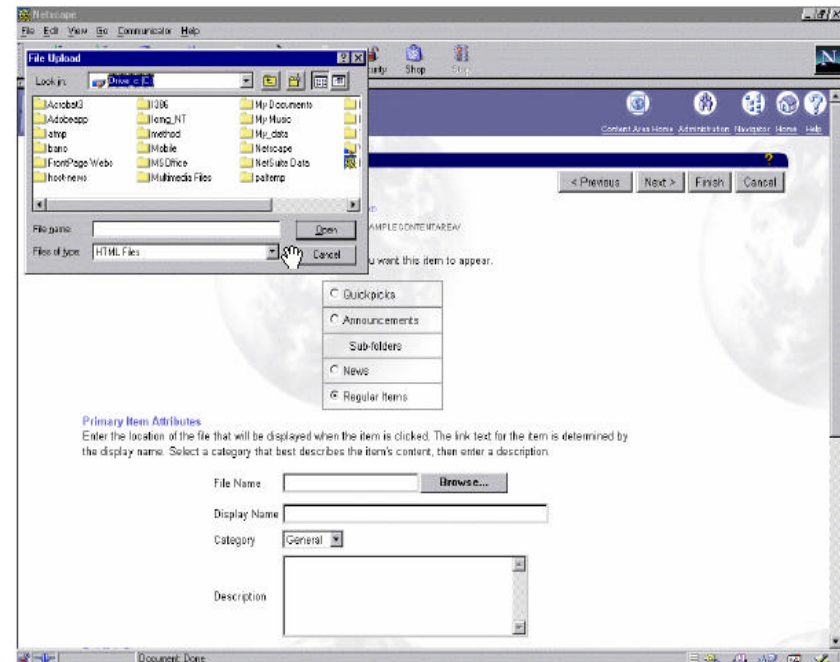 Netscape
File Edit View Go Communicator Help
Shop Stop
File Upload
Look in: Drive_c (C:)
Acrobat3 I386 My Documents
Adobeapp Iomg_NT My Music
atmp method My_data
bano Mobile Netscape
FrontPage Webs MSOffice NetSuite Data
host-news Multimedia Files paltemp
File name: Open
Files of type: HTML Files Cancel
Content Area Home Administration Navigator Home Help
?
< Previous Next > Finish Cancel
AMPLECONTENTAREA/
u want this item to appear.
Quickpicks
Announcements
Sub-folders
News
Regular Items
Primary Item Attributes
Enter the location of the file that will be displayed when the item is clicked. The link text for the item is determined by
the display name. Select a category that best describes the item's content, then enter a description.
File Name Browse...
Display Name
Category General
Description
Document: Done